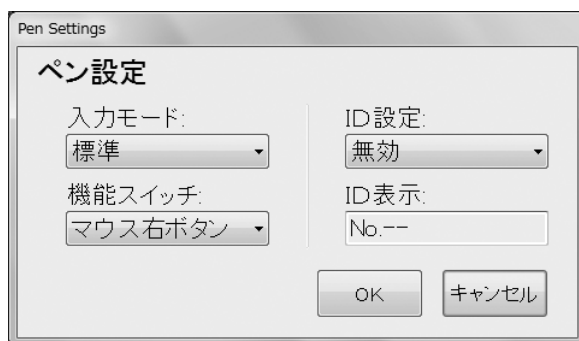 Pen Settings
ペン設定
入力モード:
標準
機能スイッチ:
マウス右ボタン
ID設定:
無効
ID表示:
No.--
OK
キャンセル